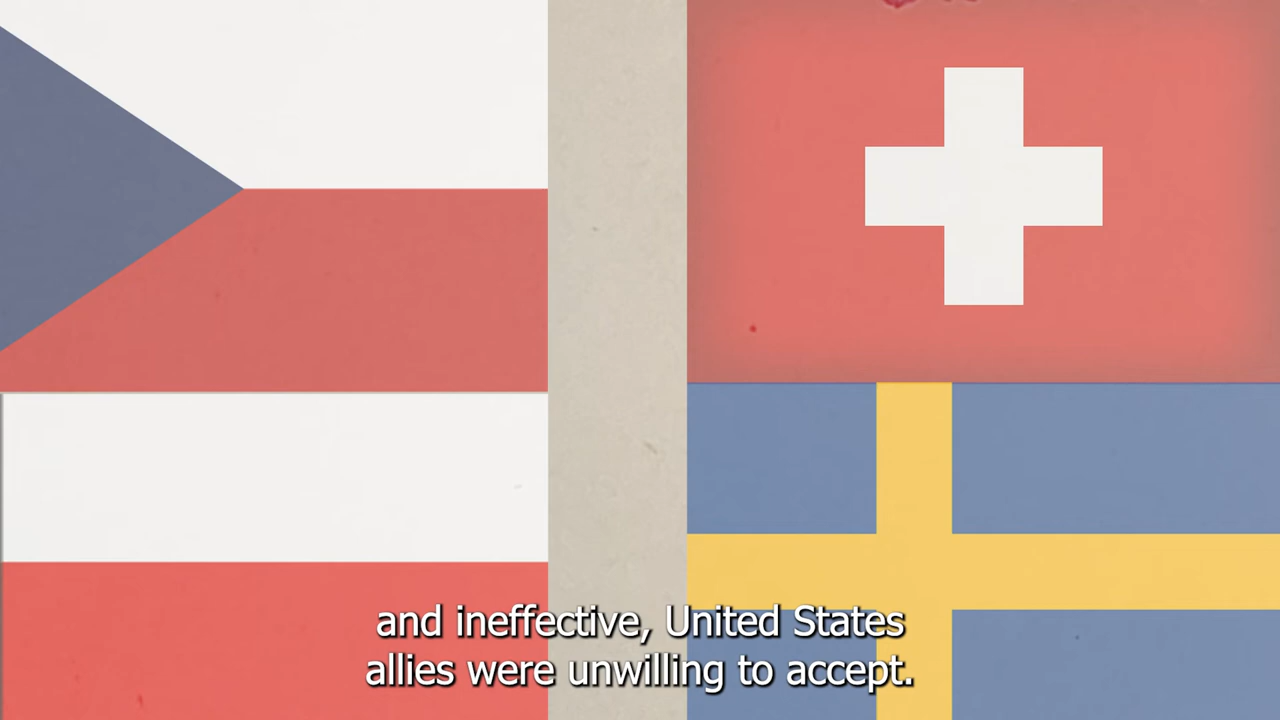 and ineffective, United States
allies were unwilling to accept.